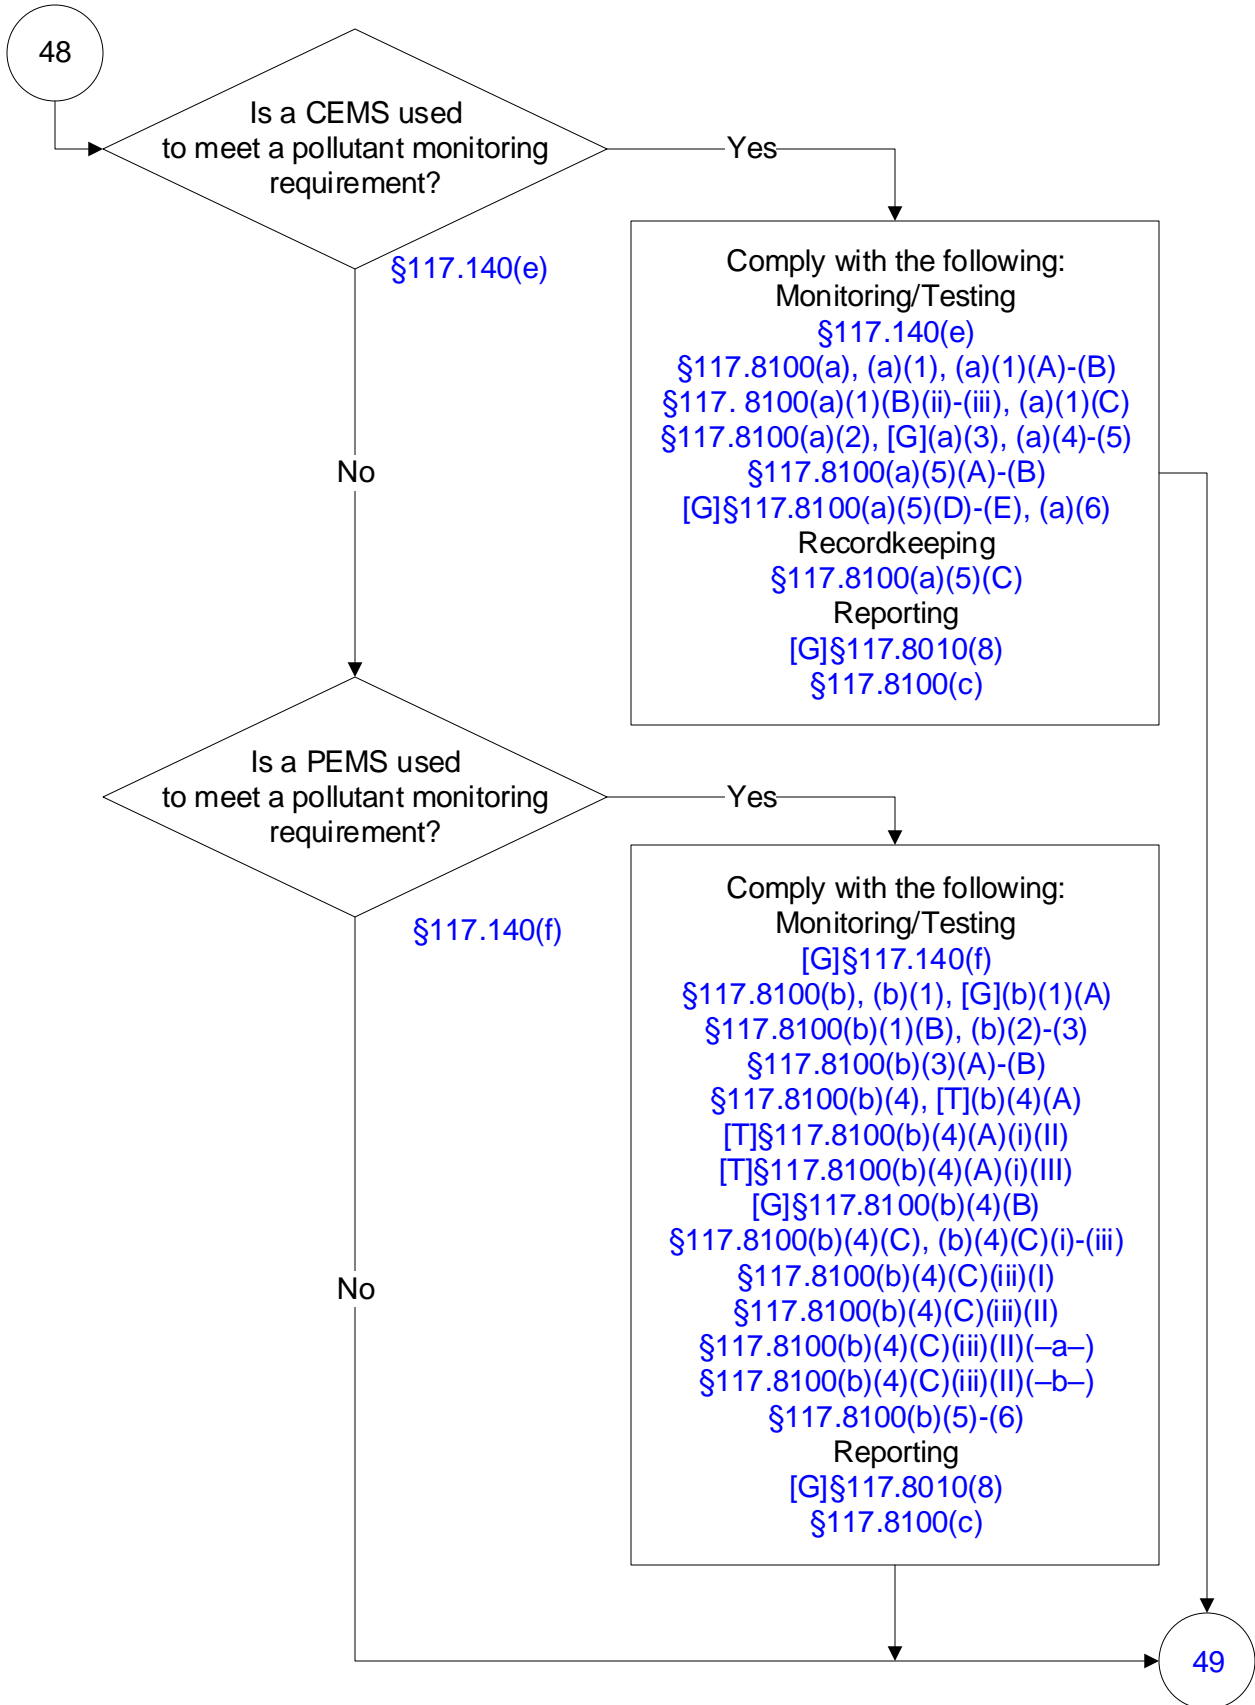 48
Is a CEMS used
to meet a pollutant monitoring
requirement?
Yes
§117.140(e)
Comply with the following:
Monitoring/Testing
§117.140(e)
§117.8100(a), (a)(1), (a)(1)(A)-(B)
§117. 8100(a)(1)(B)(ii)-(iii), (a)(1)(C)
§117.8100(a)(2), [G](a)(3), (a)(4)-(5)
§117.8100(a)(5)(A)-(B)
[G]§117.8100(a)(5)(D)-(E), (a)(6)
Recordkeeping
§117.8100(a)(5)(C)
Reporting
[G]§117.8010(8)
§117.8100(c)
No
Is a PEMS used
to meet a pollutant monitoring
requirement?
Yes
§117.140(f)
Comply with the following:
Monitoring/Testing
[G]§117.140(f)
§117.8100(b), (b)(1), [G](b)(1)(A)
§117.8100(b)(1)(B), (b)(2)-(3)
§117.8100(b)(3)(A)-(B)
§117.8100(b)(4), [T](b)(4)(A)
[T]§117.8100(b)(4)(A)(i)(II)
[T]§117.8100(b)(4)(A)(i)(III)
[G]§117.8100(b)(4)(B)
§117.8100(b)(4)(C), (b)(4)(C)(i)-(iii)
§117.8100(b)(4)(C)(iii)(I)
§117.8100(b)(4)(C)(iii)(II)
§117.8100(b)(4)(C)(iii)(II)(–a–)
§117.8100(b)(4)(C)(iii)(II)(–b–)
§117.8100(b)(5)-(6)
Reporting
[G]§117.8010(8)
§117.8100(c)
No
49